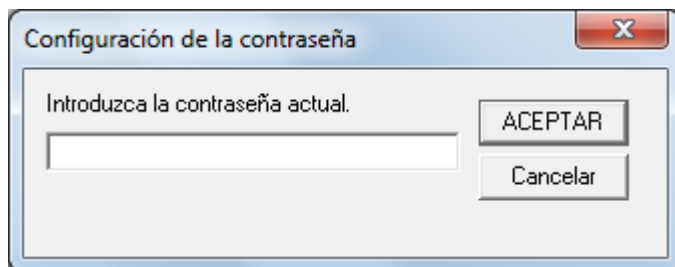 Configuración de la contraseña
Introduzca la contraseña actual.
ACEPTAR
Cancelar